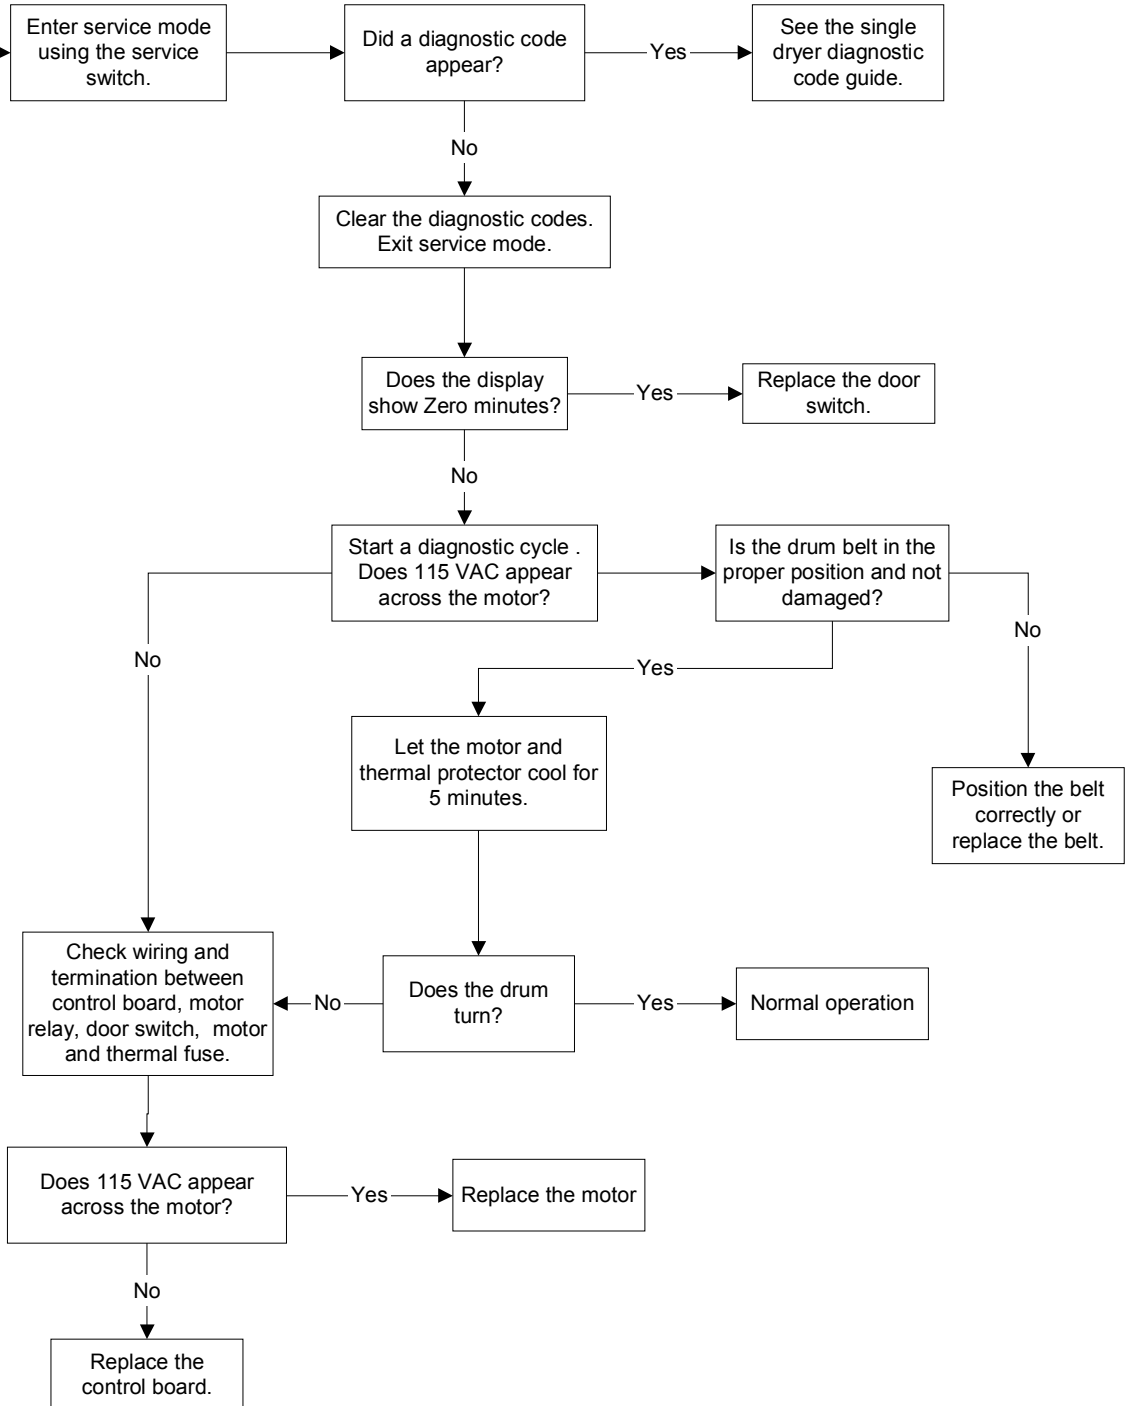 Enter service mode
using the service
switch.
Did a diagnostic code
appear?
Yes
See the single
dryer diagnostic
code guide.
No
Clear the diagnostic codes.
Exit service mode.
Does the display
show Zero minutes?
Yes
Replace the door
switch.
No
Start a diagnostic cycle .
Does 115 VAC appear
across the motor?
Is the drum belt in the
proper position and not
damaged?
No
No
Yes
Let the motor and
thermal protector cool for
5 minutes.
Position the belt
correctly or
replace the belt.
Check wiring and
termination between
control board, motor
relay, door switch,  motor
and thermal fuse.
No
Does the drum
turn?
Yes
Normal operation
Does 115 VAC appear
across the motor?
Yes
Replace the motor
No
Replace the
control board.